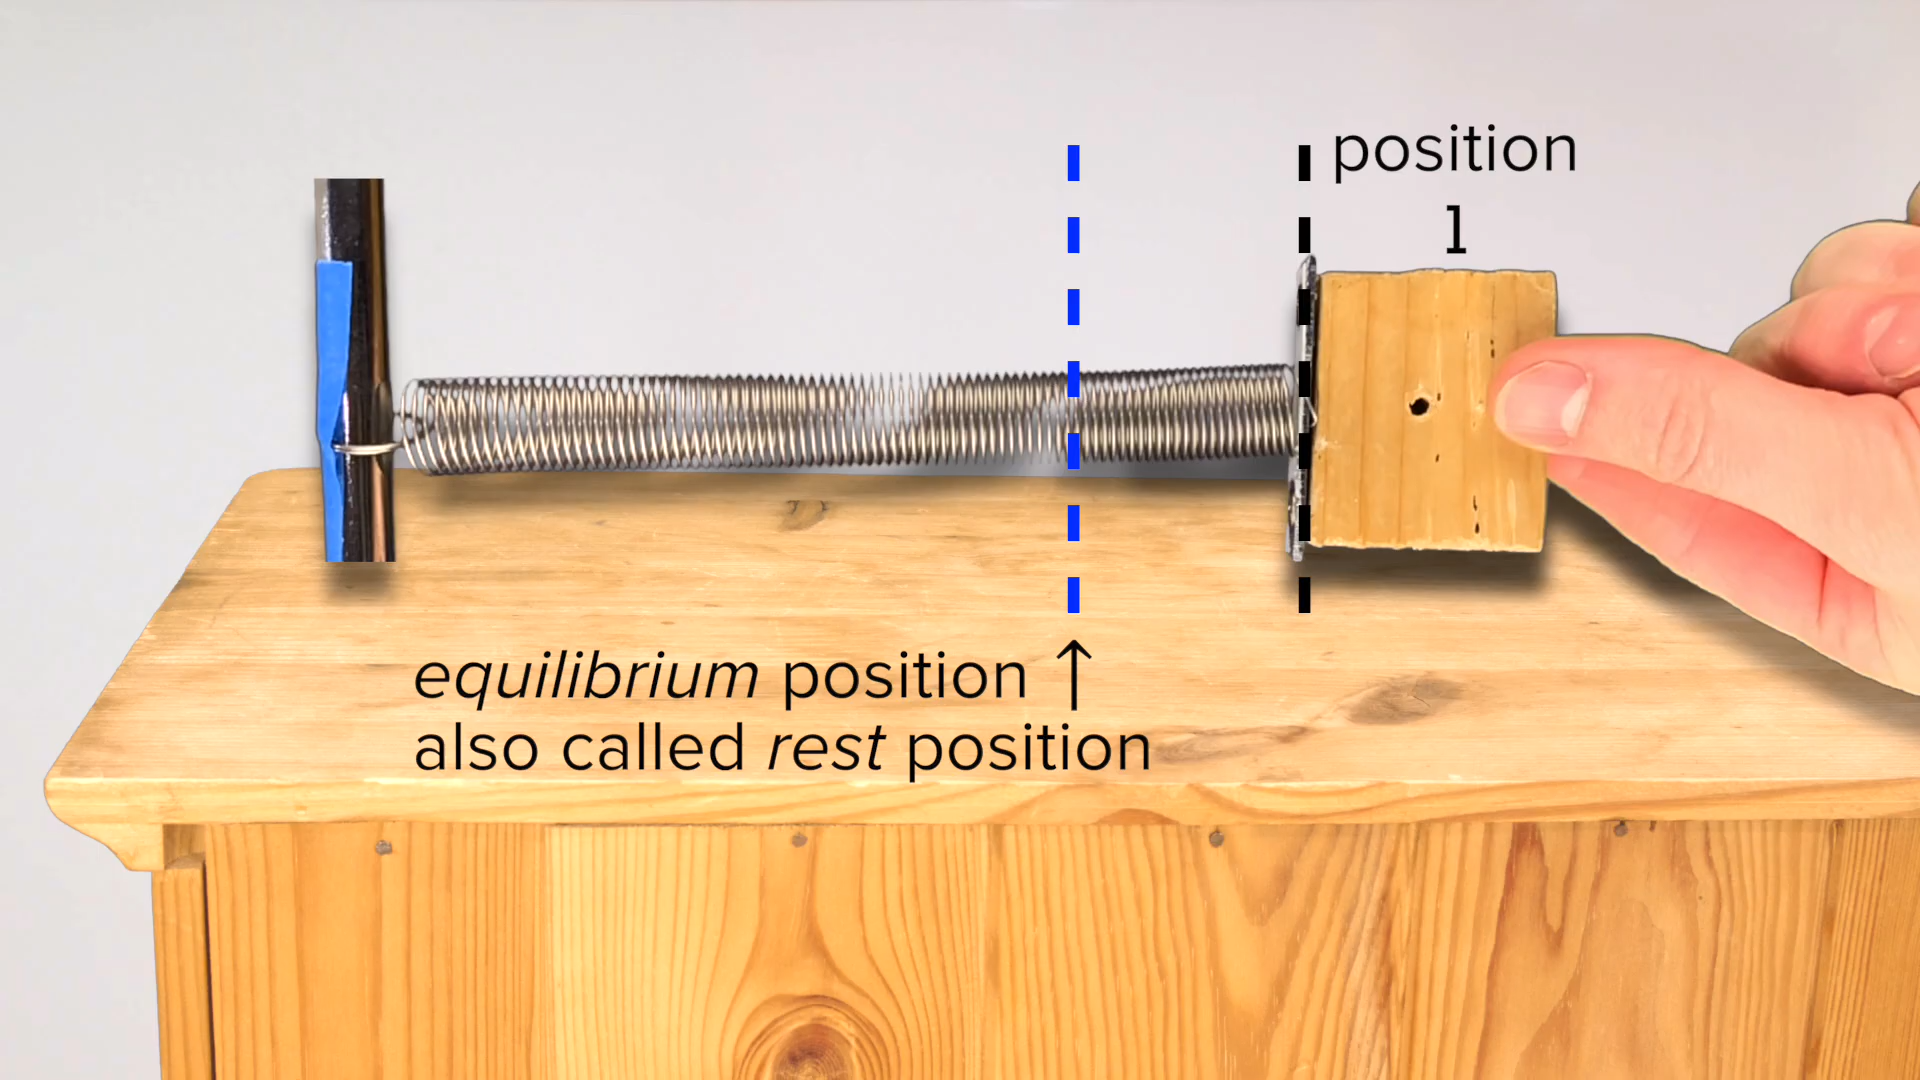 position
1
equilibrium position ↑
also called rest position